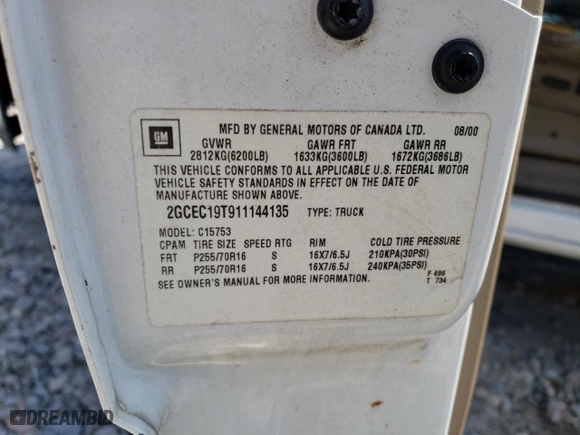 GM
MFD BY GENERAL MOTORS OF CANADA LTD. 08/00
GVWR GAWR FRT GAWR RR
2812KG(6200LB) 1633KG(3600LB) 1672KG(3686LB)
THIS VEHICLE CONFORMS TO ALL APPLICABLE U.S. FEDERAL MOTOR
VEHICLE SAFETY STANDARDS IN EFFECT ON THE DATE OF
MANUFACTURE SHOWN ABOVE.
2GCEC19T911144135 TYPE: TRUCK
MODEL: C15753
CPAM TIRE SIZE SPEED RTG RIM COLD TIRE PRESSURE
FRT P255/70R16 S 16X7/6.5J 210KPA(30PSI)
RR P255/70R16 S 16X7/6.5J 240KPA(35PSI)
SEE OWNER'S MANUAL FOR MORE INFORMATION. F 496
T 734
DREAMBID